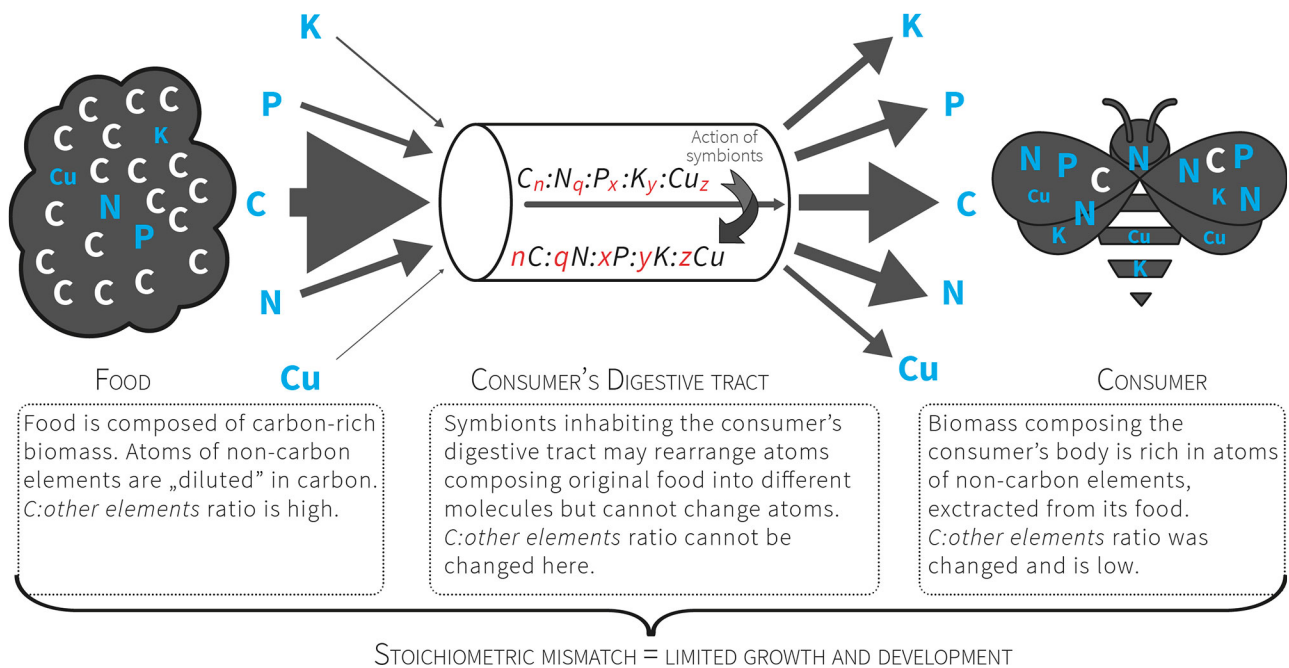 K
P
C
N
Cu
C C C C
C C K
Cu C C C C
C N C C
C P C
C C C
C C C C
Action of
symbionts
Cn:Nq:Px:Ky:Cuz
nC:qN:xP:yK:zCu
K
P
C
N
Cu
N P C N N C P
Cu N K N
K Cu Cu
K
FOOD
Food is composed of carbon-rich
biomass. Atoms of non-carbon
elements are „diluted” in carbon.
C:other elements ratio is high.
CONSUMER’S DIGESTIVE TRACT
Symbionts inhabiting the consumer’s
digestive tract may rearrange atoms
composing original food into different
molecules but cannot change atoms.
C:other elements ratio cannot be
changed here.
CONSUMER
Biomass composing the
consumer’s body is rich in atoms
of non-carbon elements,
exctracted from its food.
C:other elements ratio was
changed and is low.
STOICHIOMETRIC MISMATCH = LIMITED GROWTH AND DEVELOPMENT